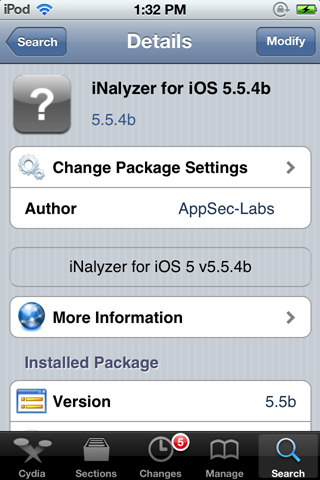 iPod 1:32 PM
Search Details Modify
?
iNalyzer for iOS 5.5.4b
5.5.4b
Change Package Settings
Author AppSec-Labs
iNalyzer for iOS 5 v5.5.4b
More Information
Installed Package
Version 5.5b
5
Cydia Sections Changes Manage Search